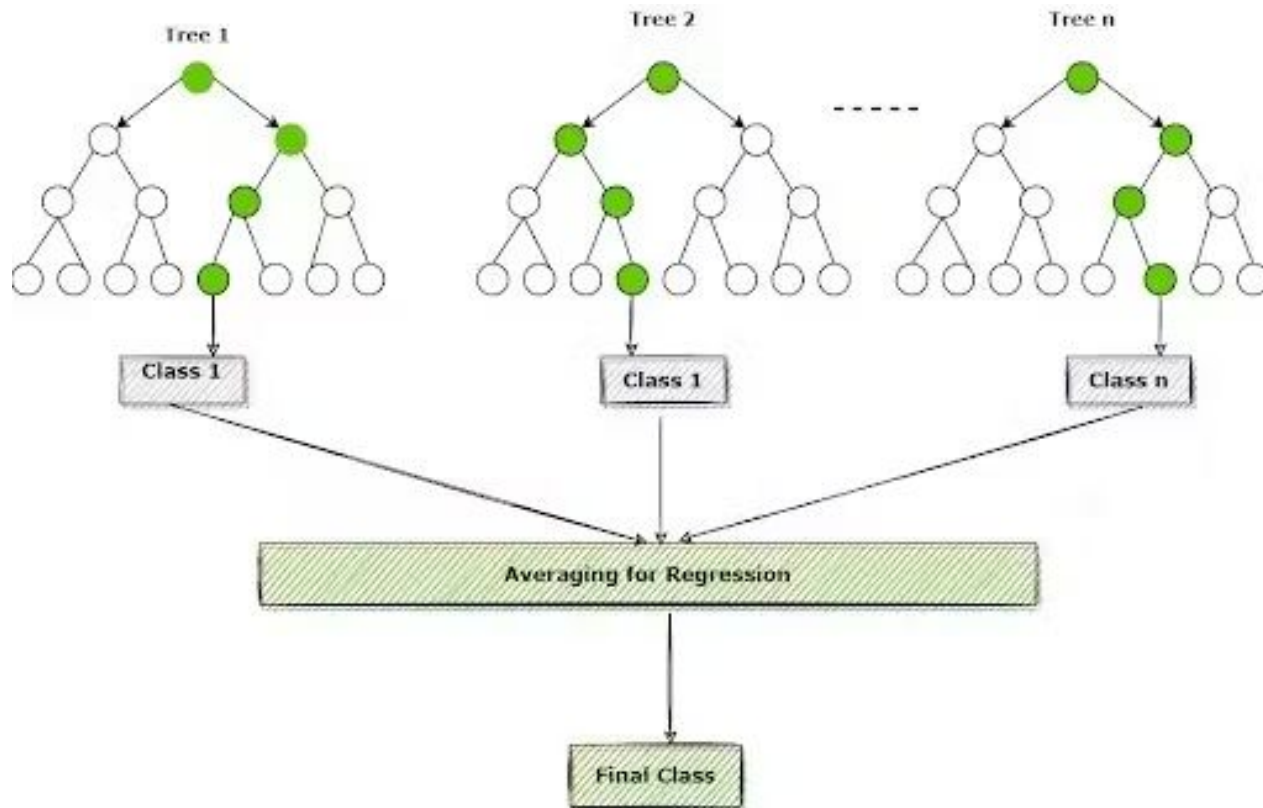 Tree 1
Tree 2
Tree n
Class 1
Class 1
Class n
Averaging for Regression
Final Class